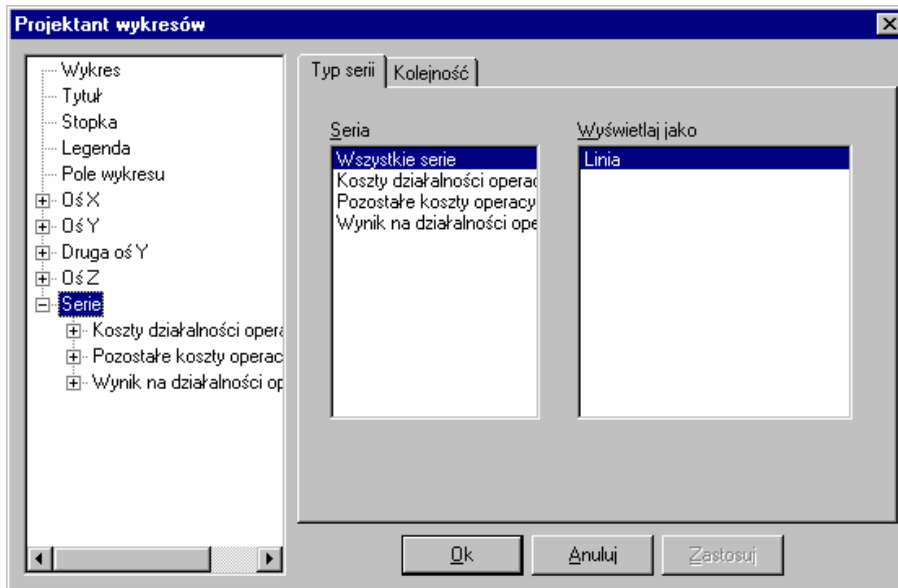 Projektant wykresów
Wykres
Tytuł
Stopka
Legenda
Pole wykresu
Oś X
Oś Y
Druga oś Y
Oś Z
Serie
Koszty działalności opera
Pozostałe koszty operac
Wynik na działalności op
Typ serii
Kolejność
Seria
Wszystkie serie
Koszty działalności operac
Pozostałe koszty operacy
Wynik na działalności ope
Wyświetlaj jako
Linia
Ok
Anuluj
Zastosuj